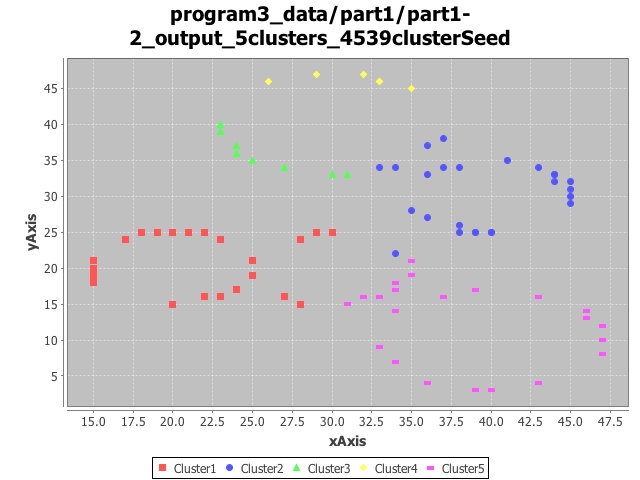 program3_data/part1/part1-
2_output_5clusters_4539clusterSeed
45
40
35
30
25
20
15
10
5
yAxis
15.0 17.5 20.0 22.5 25.0 27.5 30.0 32.5 35.0 37.5 40.0 42.5 45.0 47.5
xAxis
Cluster1 Cluster2 Cluster3 Cluster4 Cluster5